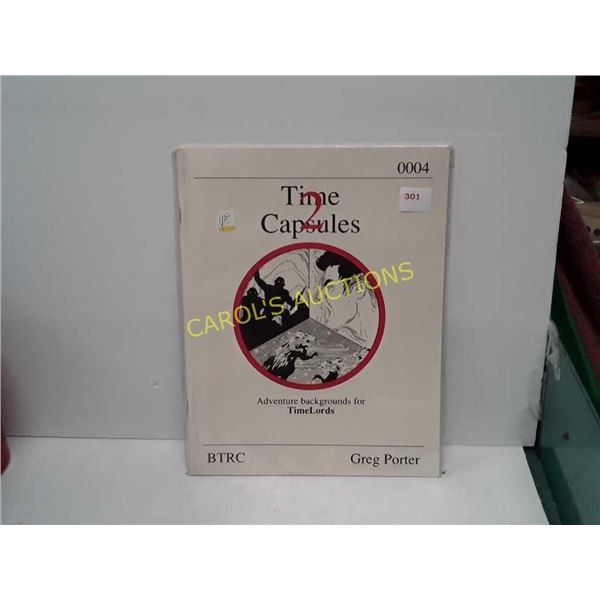 0004
301
Time
2
Capsules
CAROL'S AUCTIONS
Adventure backgrounds for
TimeLords
BTRC Greg Porter